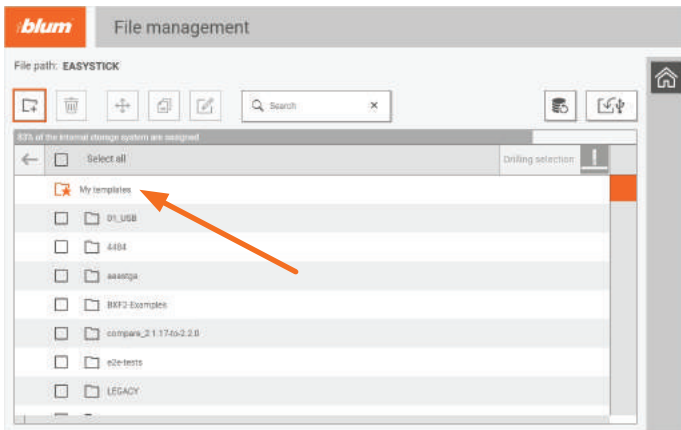 blum
File management
File path: EASYSTICK
Search
83% of the internal storage system are assigned
Select all
Drilling selection
My templates
01_USB
4484
aaastga
BXF2-Examples
compare_2.1.17-to-2.2.0
e2e-tests
LEGACY